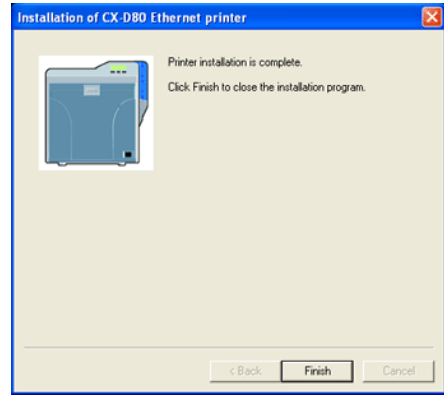 Installation of CX-D80 Ethernet printer
Printer installation is complete.
Click Finish to close the installation program.
< Back
Finish
Cancel